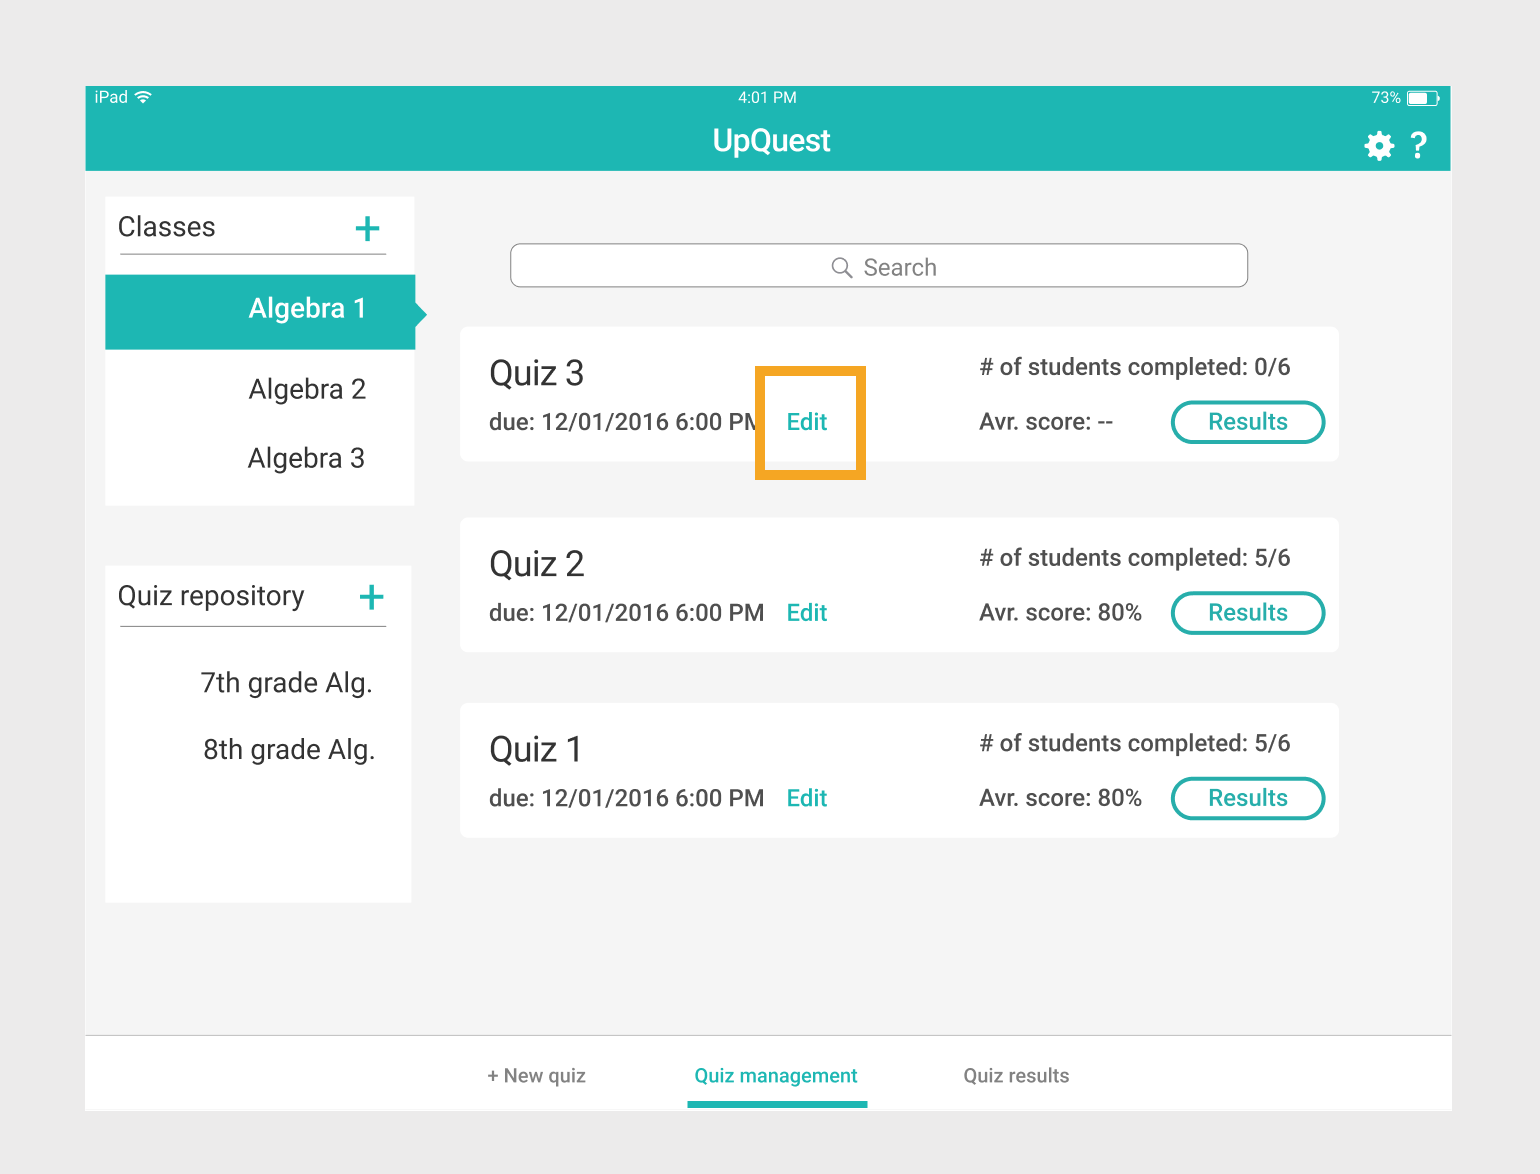 iPad
4:01 PM
73%
UpQuest
?
Classes +
Algebra 1
Algebra 2
Algebra 3
Quiz repository +
7th grade Alg.
8th grade Alg.
Search
Quiz 3
# of students completed: 0/6
due: 12/01/2016 6:00 PM Edit
Avr. score: --
Results
Quiz 2
# of students completed: 5/6
due: 12/01/2016 6:00 PM Edit
Avr. score: 80%
Results
Quiz 1
# of students completed: 5/6
due: 12/01/2016 6:00 PM Edit
Avr. score: 80%
Results
+ New quiz
Quiz management
Quiz results